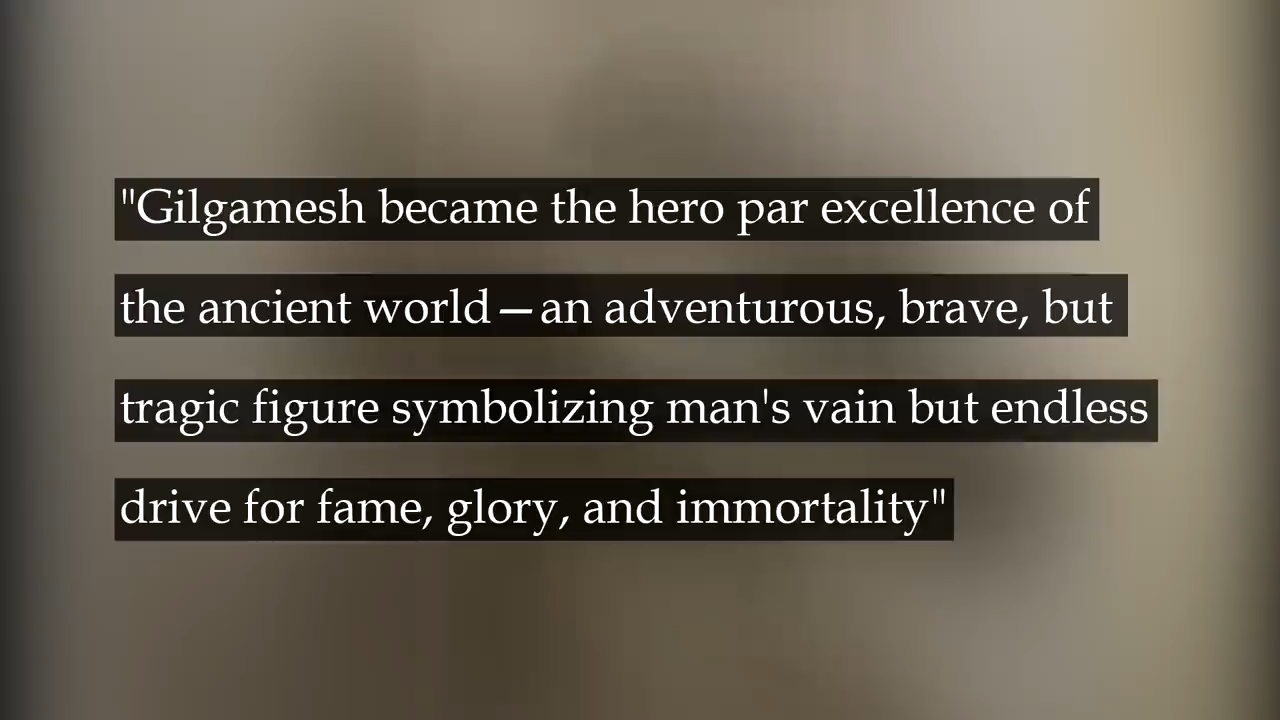 "Gilgamesh became the hero par excellence of
the ancient world—an adventurous, brave, but
tragic figure symbolizing man's vain but endless
drive for fame, glory, and immortality"